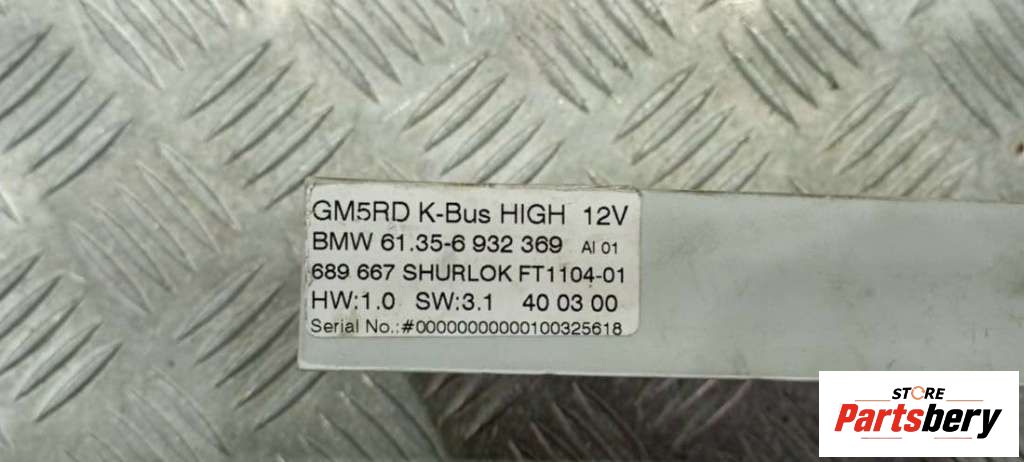 GM5RD K-Bus HIGH 12V
BMW 61.35-6 932 369 AI 01
689 667 SHURLOK FT1104-01
HW:1.0 SW:3.1 40 03 00
Serial No.:#00000000000100325618
STORE
Partsbery